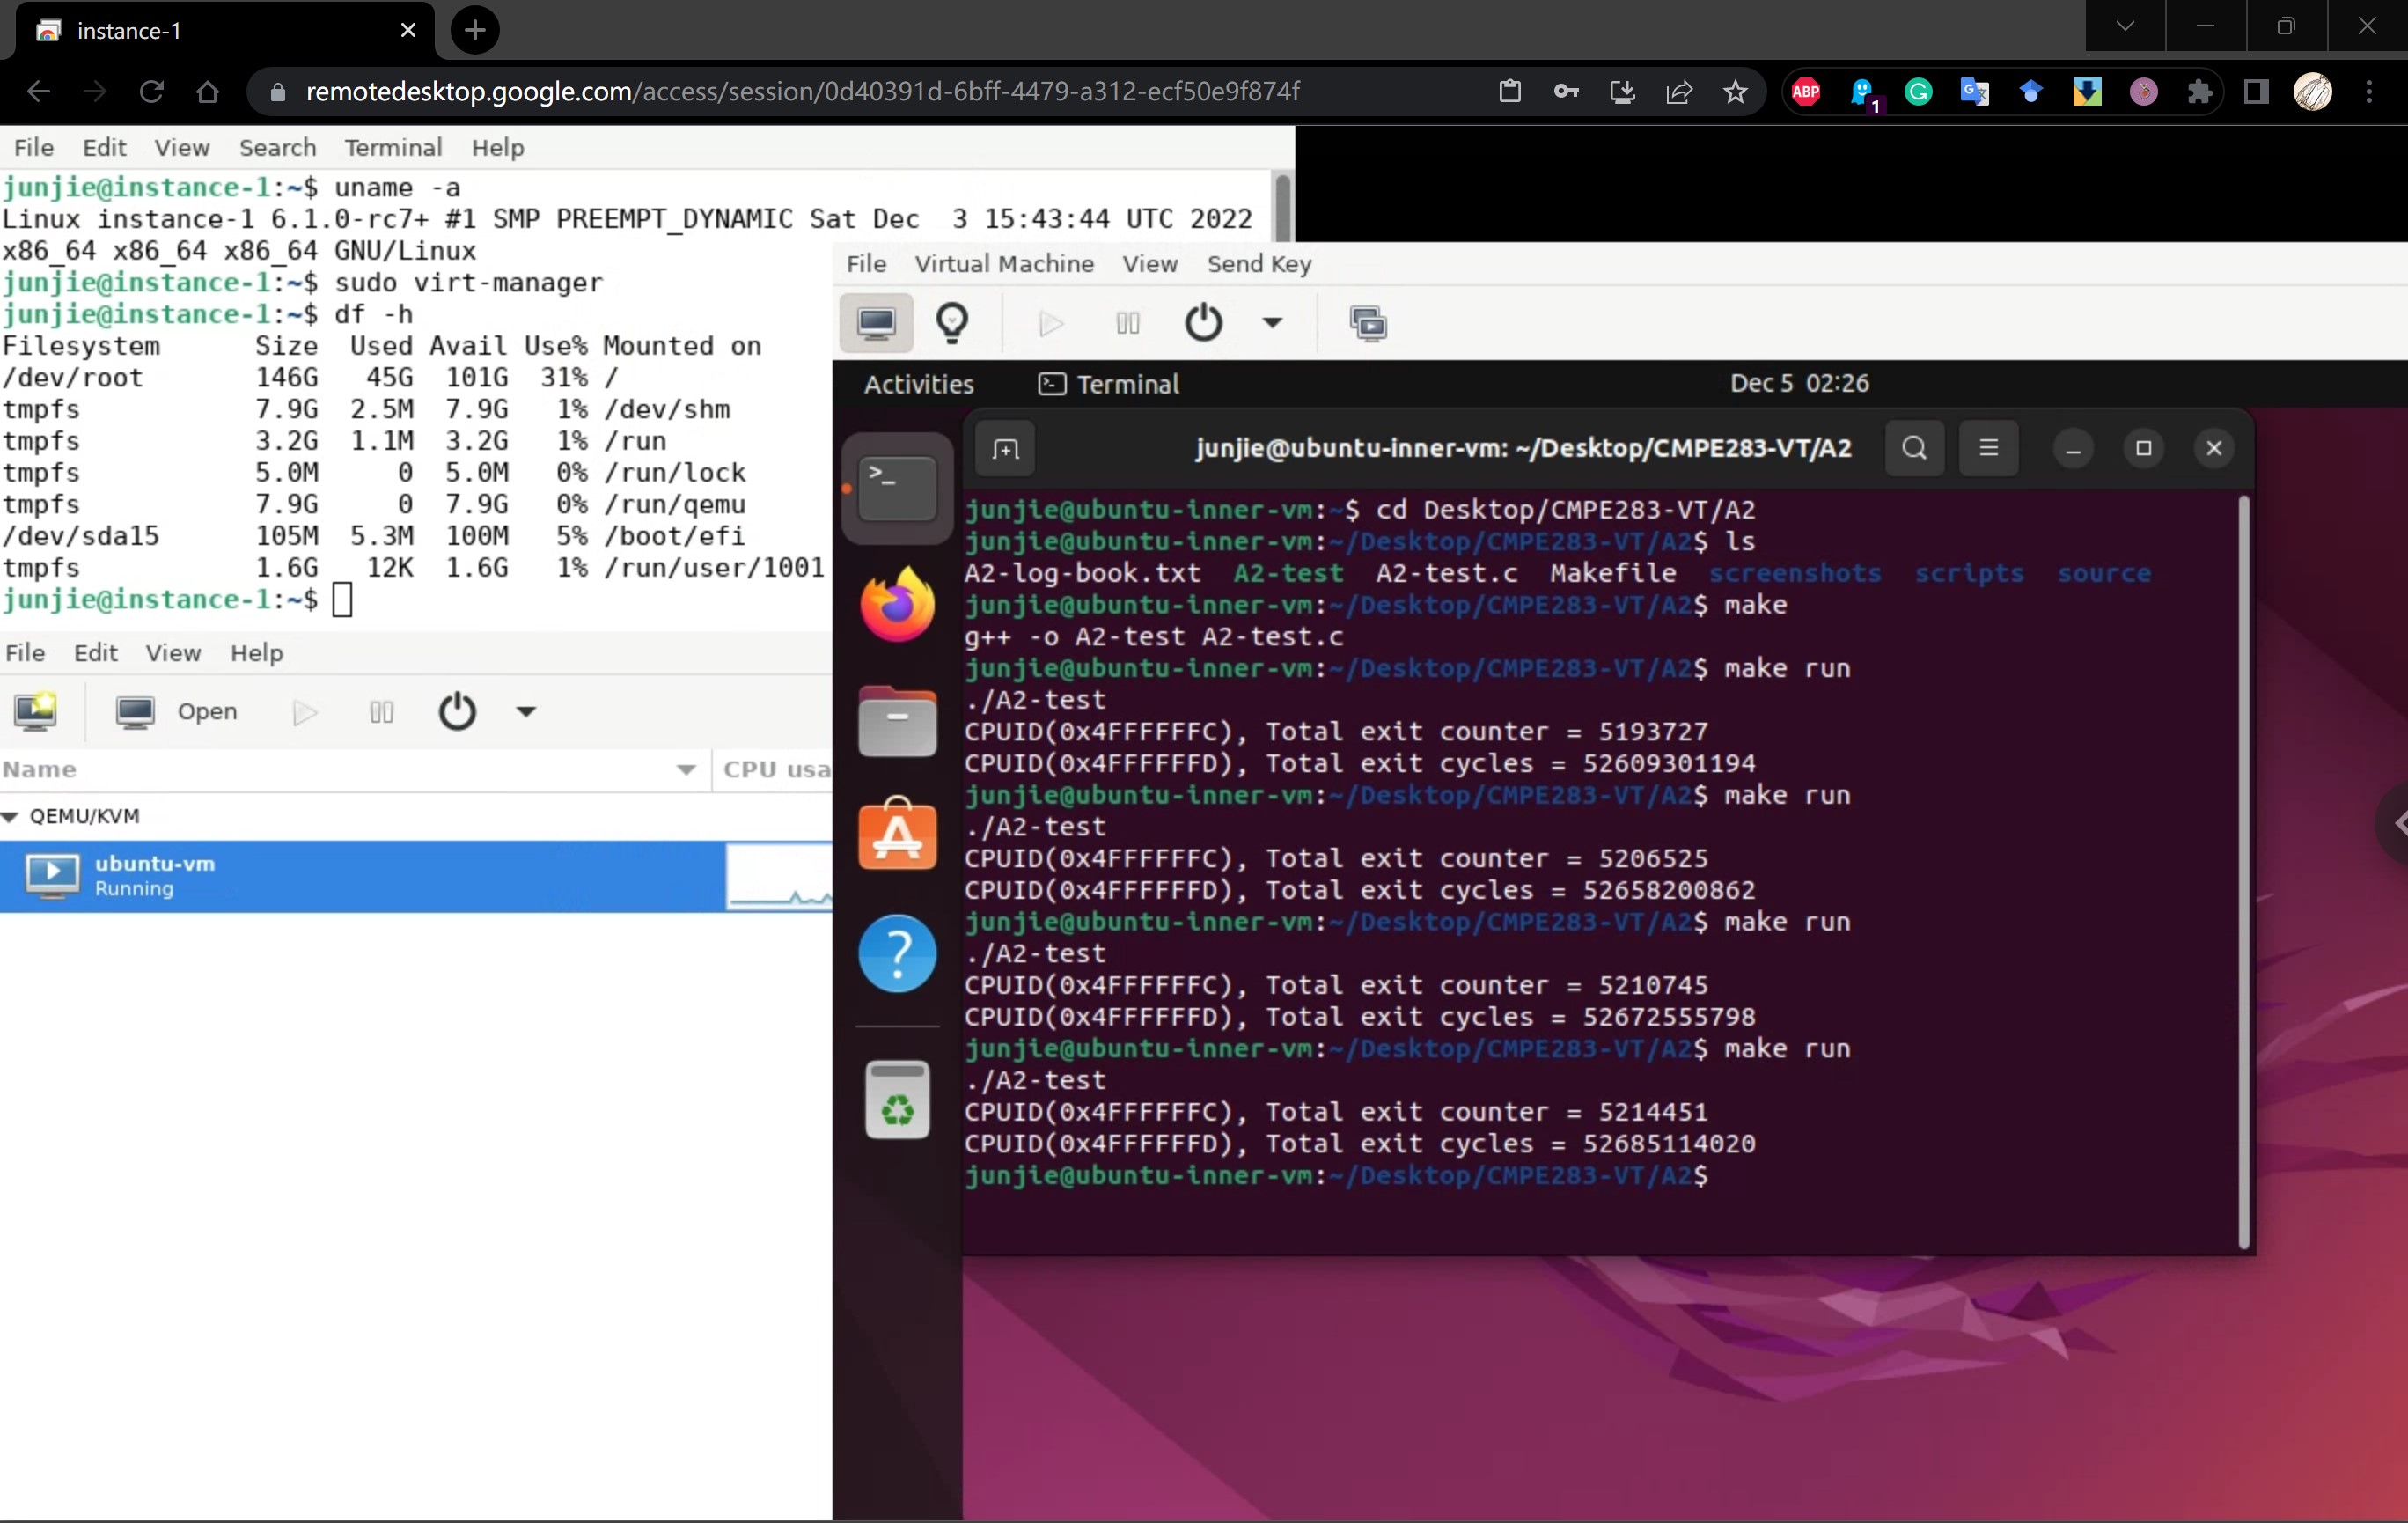 instance-1
remotedesktop.google.com/access/session/0d40391d-6bff-4479-a312-ecf50e9f874f
ABP
1
File Edit View Search Terminal Help
junjie@instance-1:~$ uname -a
Linux instance-1 6.1.0-rc7+ #1 SMP PREEMPT_DYNAMIC Sat Dec  3 15:43:44 UTC 2022
x86_64 x86_64 x86_64 GNU/Linux
junjie@instance-1:~$ sudo virt-manager
junjie@instance-1:~$ df -h
Filesystem      Size  Used Avail Use% Mounted on
/dev/root       146G   45G  101G  31% /
tmpfs           7.9G  2.5M  7.9G   1% /dev/shm
tmpfs           3.2G  1.1M  3.2G   1% /run
tmpfs           5.0M     0  5.0M   0% /run/lock
tmpfs           7.9G     0  7.9G   0% /run/qemu
/dev/sda15      105M  5.3M  100M   5% /boot/efi
tmpfs           1.6G   12K  1.6G   1% /run/user/1001
junjie@instance-1:~$
File Edit View Help
Open
Name CPU usa
QEMU/KVM
ubuntu-vm
Running
File Virtual Machine View Send Key
Activities Terminal Dec 5 02:26
junjie@ubuntu-inner-vm: ~/Desktop/CMPE283-VT/A2
junjie@ubuntu-inner-vm:~$ cd Desktop/CMPE283-VT/A2
junjie@ubuntu-inner-vm:~/Desktop/CMPE283-VT/A2$ ls
A2-log-book.txt  A2-test  A2-test.c  Makefile  screenshots  scripts  source
junjie@ubuntu-inner-vm:~/Desktop/CMPE283-VT/A2$ make
g++ -o A2-test A2-test.c
junjie@ubuntu-inner-vm:~/Desktop/CMPE283-VT/A2$ make run
./A2-test
CPUID(0x4FFFFFFC), Total exit counter = 5193727
CPUID(0x4FFFFFFD), Total exit cycles = 52609301194
junjie@ubuntu-inner-vm:~/Desktop/CMPE283-VT/A2$ make run
./A2-test
CPUID(0x4FFFFFFC), Total exit counter = 5206525
CPUID(0x4FFFFFFD), Total exit cycles = 52658200862
junjie@ubuntu-inner-vm:~/Desktop/CMPE283-VT/A2$ make run
./A2-test
CPUID(0x4FFFFFFC), Total exit counter = 5210745
CPUID(0x4FFFFFFD), Total exit cycles = 52672555798
junjie@ubuntu-inner-vm:~/Desktop/CMPE283-VT/A2$ make run
./A2-test
CPUID(0x4FFFFFFC), Total exit counter = 5214451
CPUID(0x4FFFFFFD), Total exit cycles = 52685114020
junjie@ubuntu-inner-vm:~/Desktop/CMPE283-VT/A2$